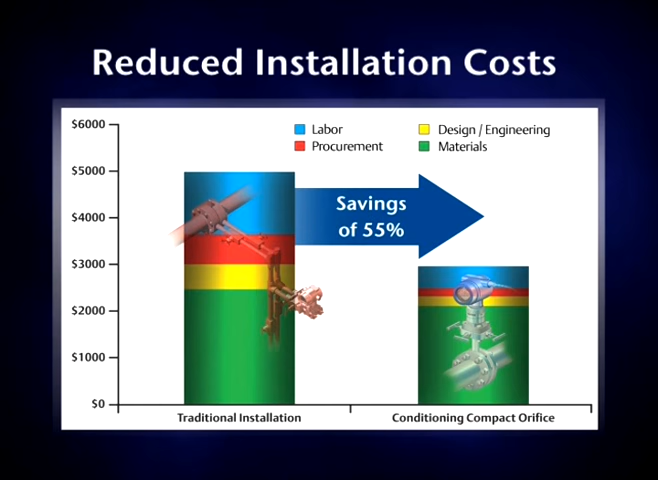 Reduced Installation Costs
$6000
$5000
$4000
$3000
$2000
$1000
$0
Labor
Design / Engineering
Procurement
Materials
Savings
of 55%
Traditional Installation
Conditioning Compact Orifice